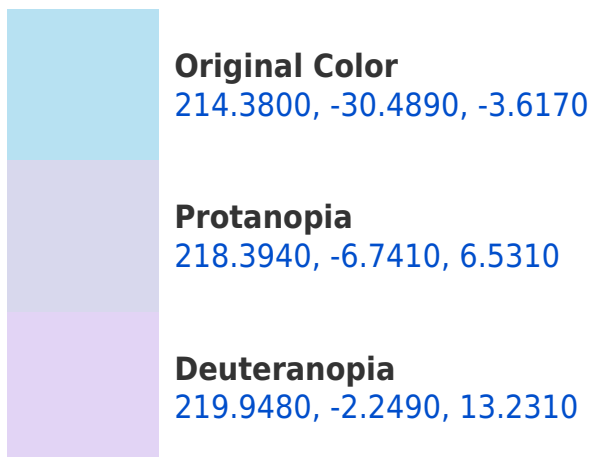 Original Color
214.3800, -30.4890, -3.6170
Protanopia
218.3940, -6.7410, 6.5310
Deuteranopia
219.9480, -2.2490, 13.2310